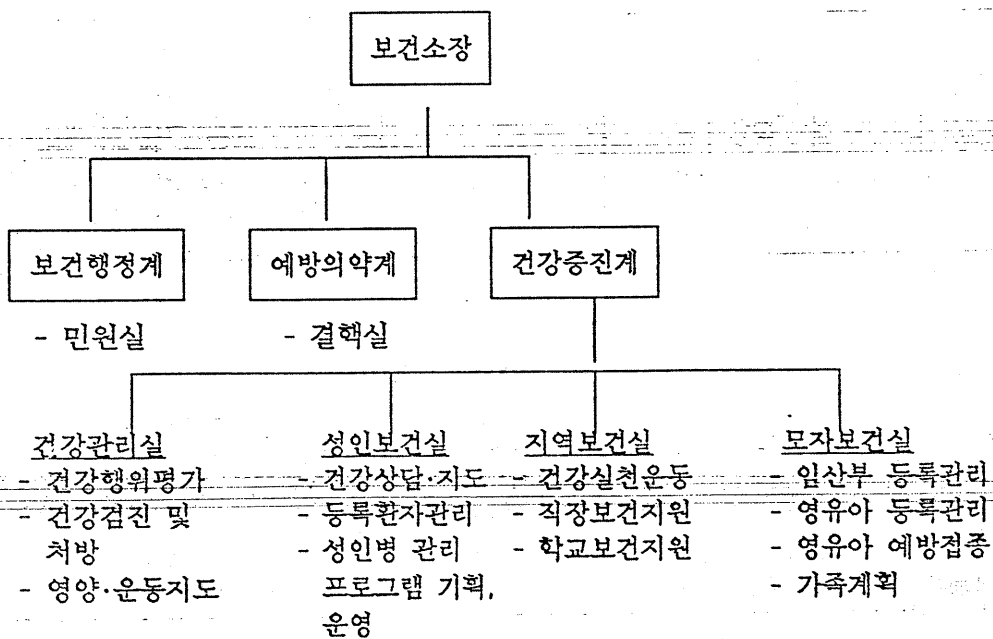 보건소장
보건행정계
예방의약계
건강증진계
- 민원실
- 결핵실
건강관리실
- 건강행위평가
- 건강검진 및
처방
- 영양·운동지도
성인보건실
- 건강상담·지도
- 등록환자관리
- 성인병 관리
프로그램 기획,
운영
지역보건실
- 건강실천운동
- 직장보건지원
- 학교보건지원
모자보건실
- 임산부 등록관리
- 영유아 등록관리
- 영유아 예방접종
- 가족계획